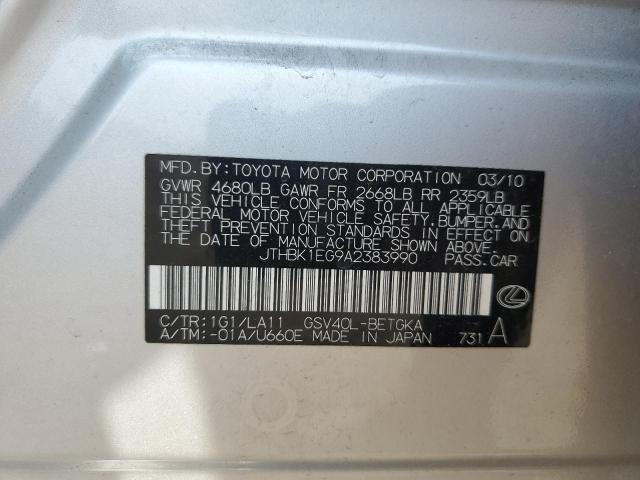 MFD. BY: TOYOTA MOTOR CORPORATION 03/10
GVWR 4680LB GAWR FR 2668LB RR 2359LB
THIS VEHICLE CONFORMS TO ALL APPLICABLE
FEDERAL MOTOR VEHICLE SAFETY, BUMPER, AND
THEFT PREVENTION STANDARDS IN EFFECT ON
THE DATE OF MANUFACTURE SHOWN ABOVE.
JTHBK1EG9A2383990 PASS.CAR
C/TR:1G1/LA11 GSV40L-BETGKA
A/TM:-01A/U660E MADE IN JAPAN 731 A